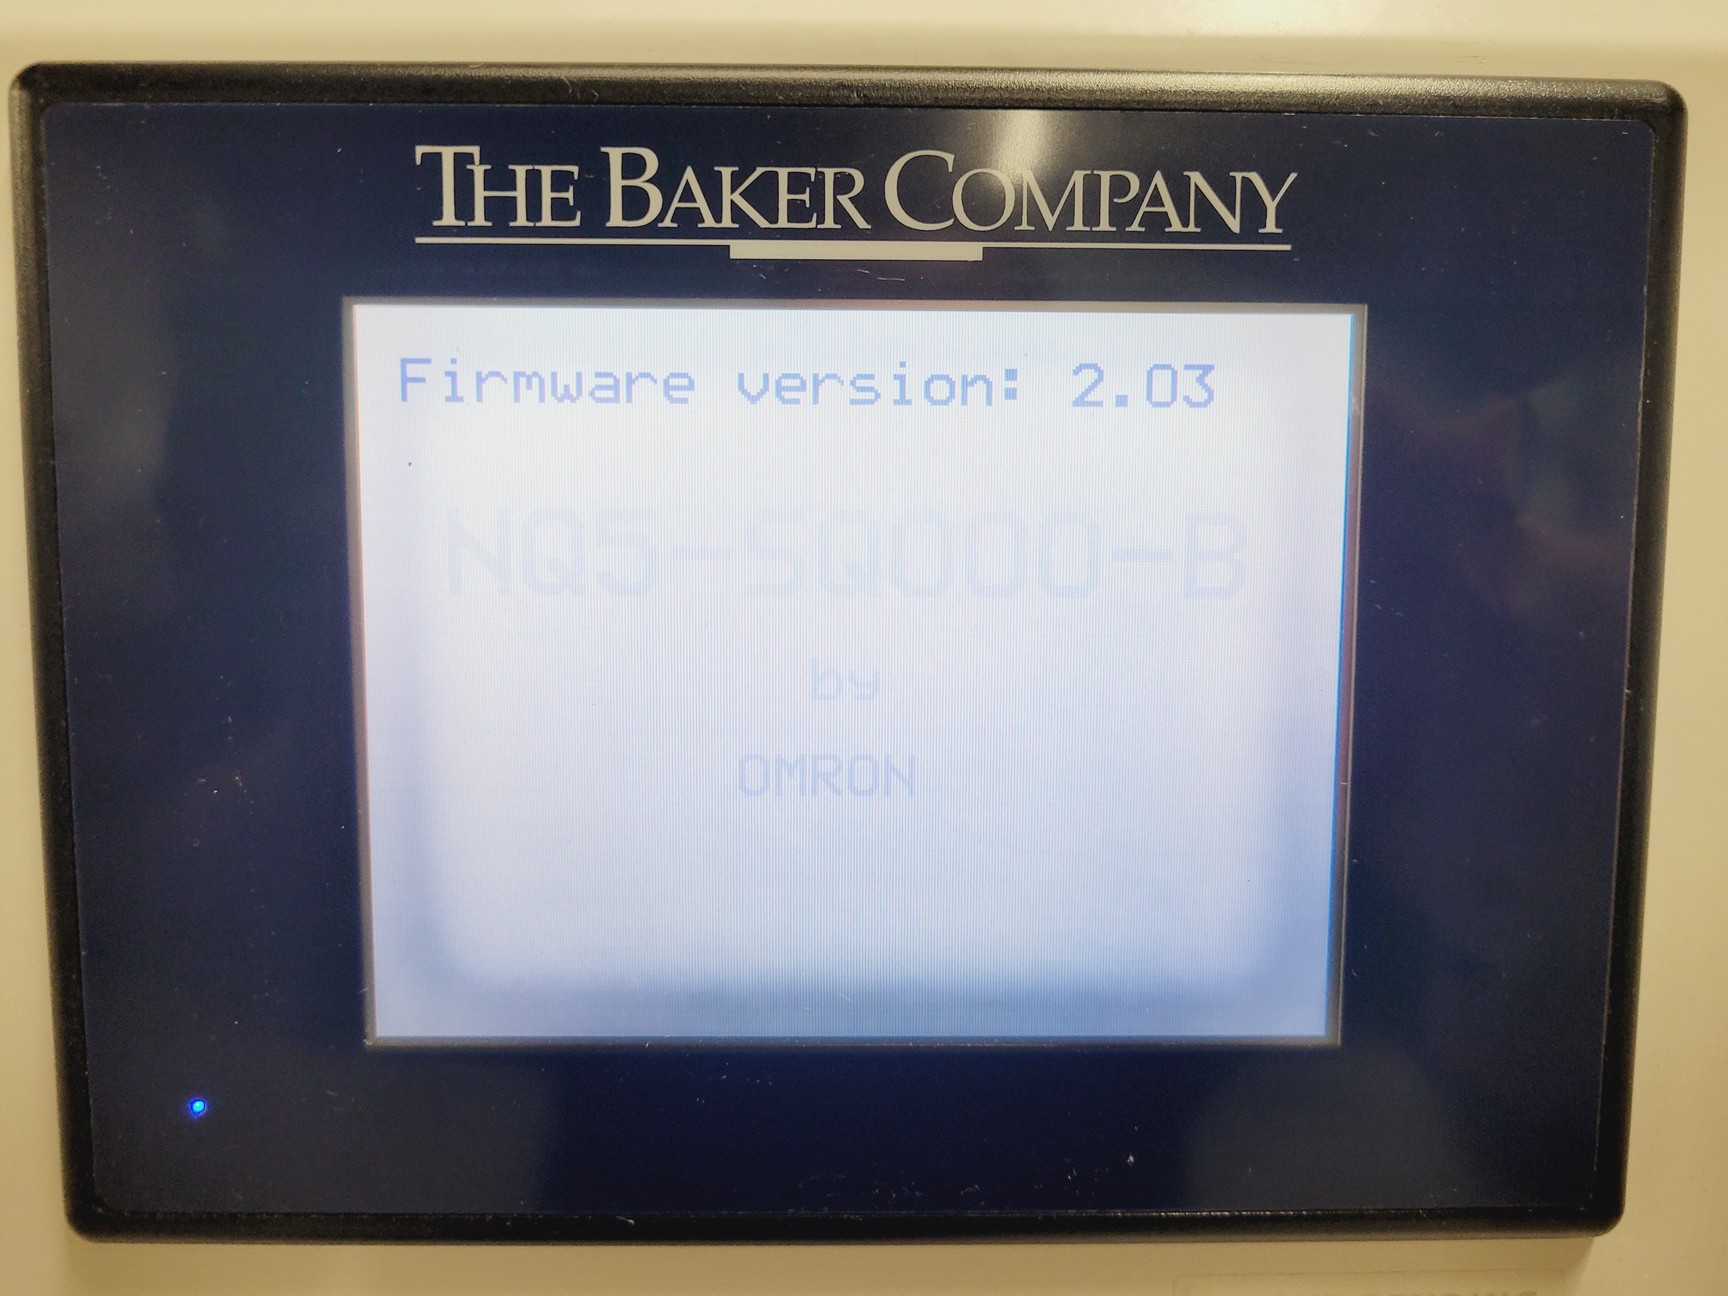 THE BAKER COMPANY
Firmware version: 2.03
NQ5-SQ000-B
by
OMRON